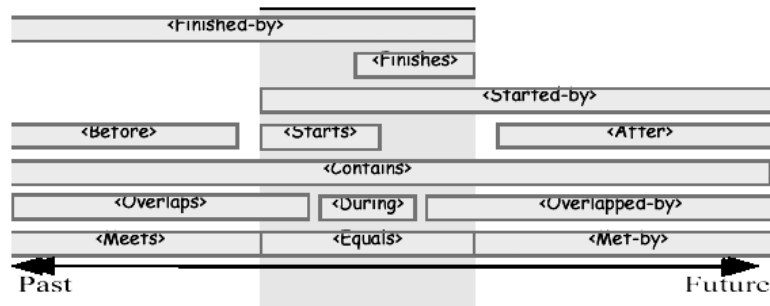 <Finished-by>
<Finishes>
<Started-by>
<Before> <Starts> <After>
<Contains>
<Overlaps> <During> <Overlapped-by>
<Meets> <Equals> <Met-by>
Past Future